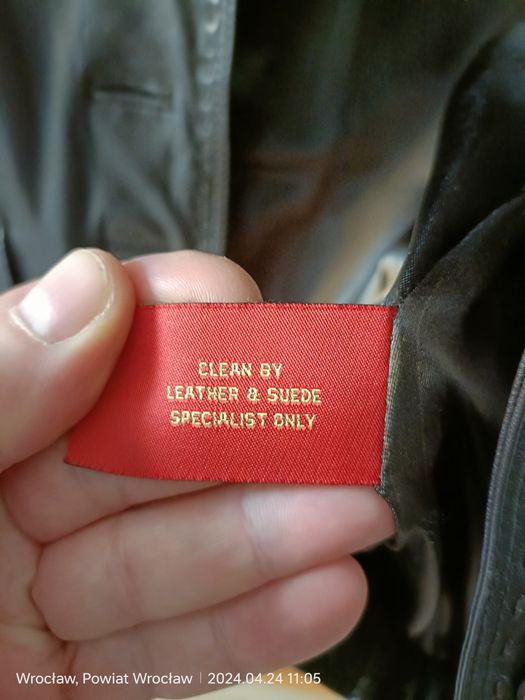 CLEAN BY
LEATHER & SUEDE
SPECIALIST ONLY
Wrocław, Powiat Wrocław | 2024.04.24 11:05